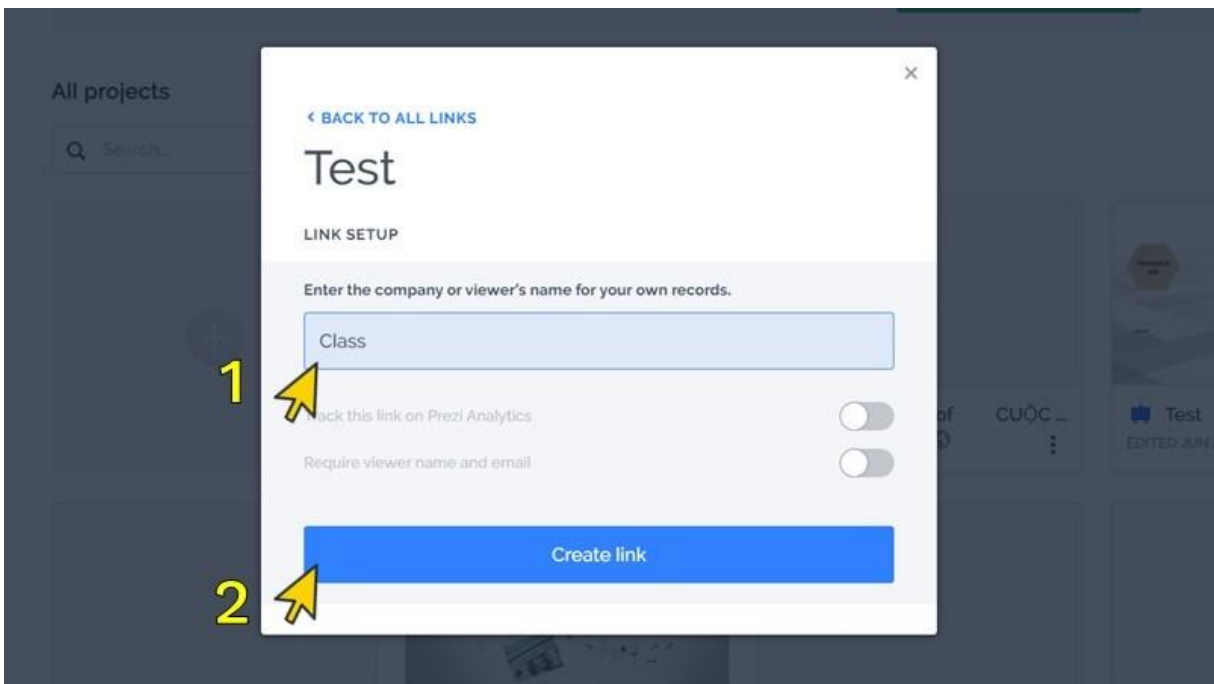 All projects
Search...
×
< BACK TO ALL LINKS
Test
LINK SETUP
Enter the company or viewer's name for your own records.
Class
1
Track this link on Prezi Analytics
Require viewer name and email
of CUỘC ...
Test
EDITED JUN
Create link
2